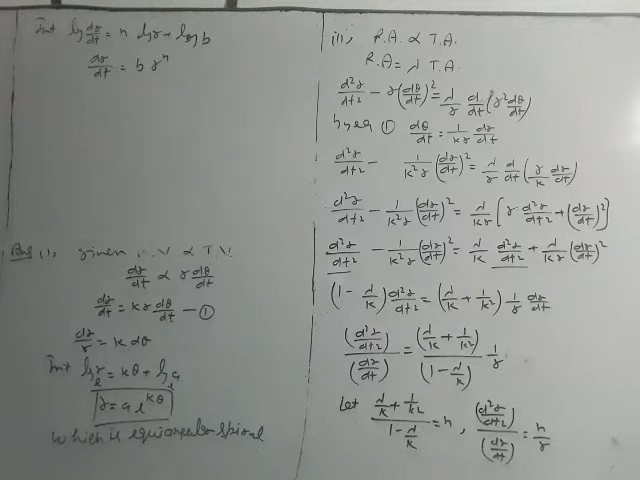 Int log dr/dt = n log r + log b
dr/dt = b r^n
Ans (i), given R.V. ∝ T.V.
dr/dt ∝ r dθ/dt
dr/dt = k r dθ/dt — ①
dr/r = k dθ
Int log_e r = kθ + log_e a
r = a e^{kθ}
which is equiangular spiral
(ii), R.A. ∝ T.A.
R.A = λ T.A.
d²r/dt² - r(dθ/dt)² = λ/r d/dt(r² dθ/dt)
by eq ① dθ/dt = 1/kr dr/dt
d²r/dt² - 1/k²r (dr/dt)² = λ/r d/dt(r/k dr/dt)
d²r/dt² - 1/k²r (dr/dt)² = λ/kr [r d²r/dt² + (dr/dt)²]
d²r/dt² - 1/k²r (dr/dt)² = λ/k d²r/dt² + λ/kr (dr/dt)²
(1 - λ/k) d²r/dt² = (λ/k + 1/k²) 1/r dr/dt
(d²r/dt²)/(dr/dt) = (λ/k + 1/k²)/(1 - λ/k) 1/r
Let (λ/k + 1/k²)/(1 - λ/k) = n, (d²r/dt²)/(dr/dt) = n/r